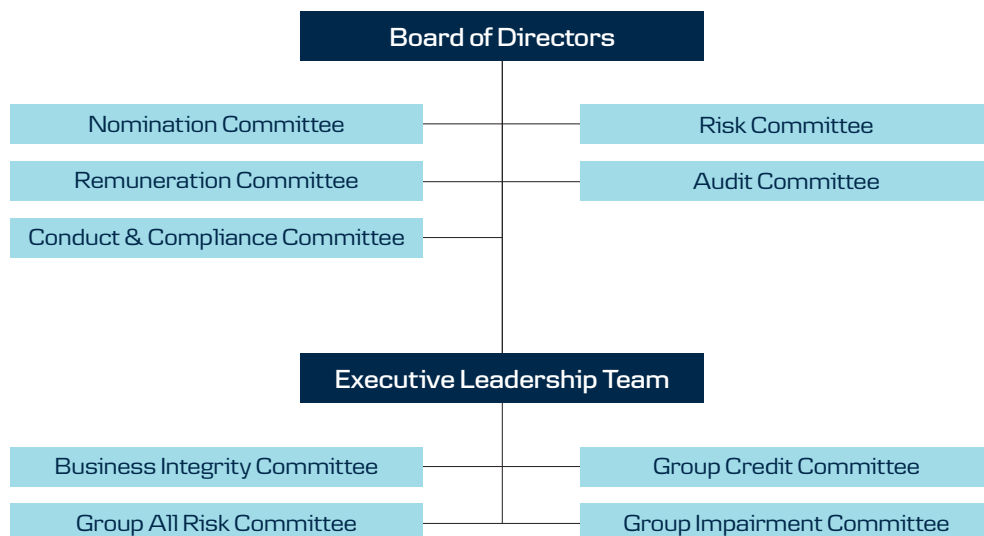 Board of Directors
Nomination Committee
Risk Committee
Remuneration Committee
Audit Committee
Conduct & Compliance Committee
Executive Leadership Team
Business Integrity Committee
Group Credit Committee
Group All Risk Committee
Group Impairment Committee